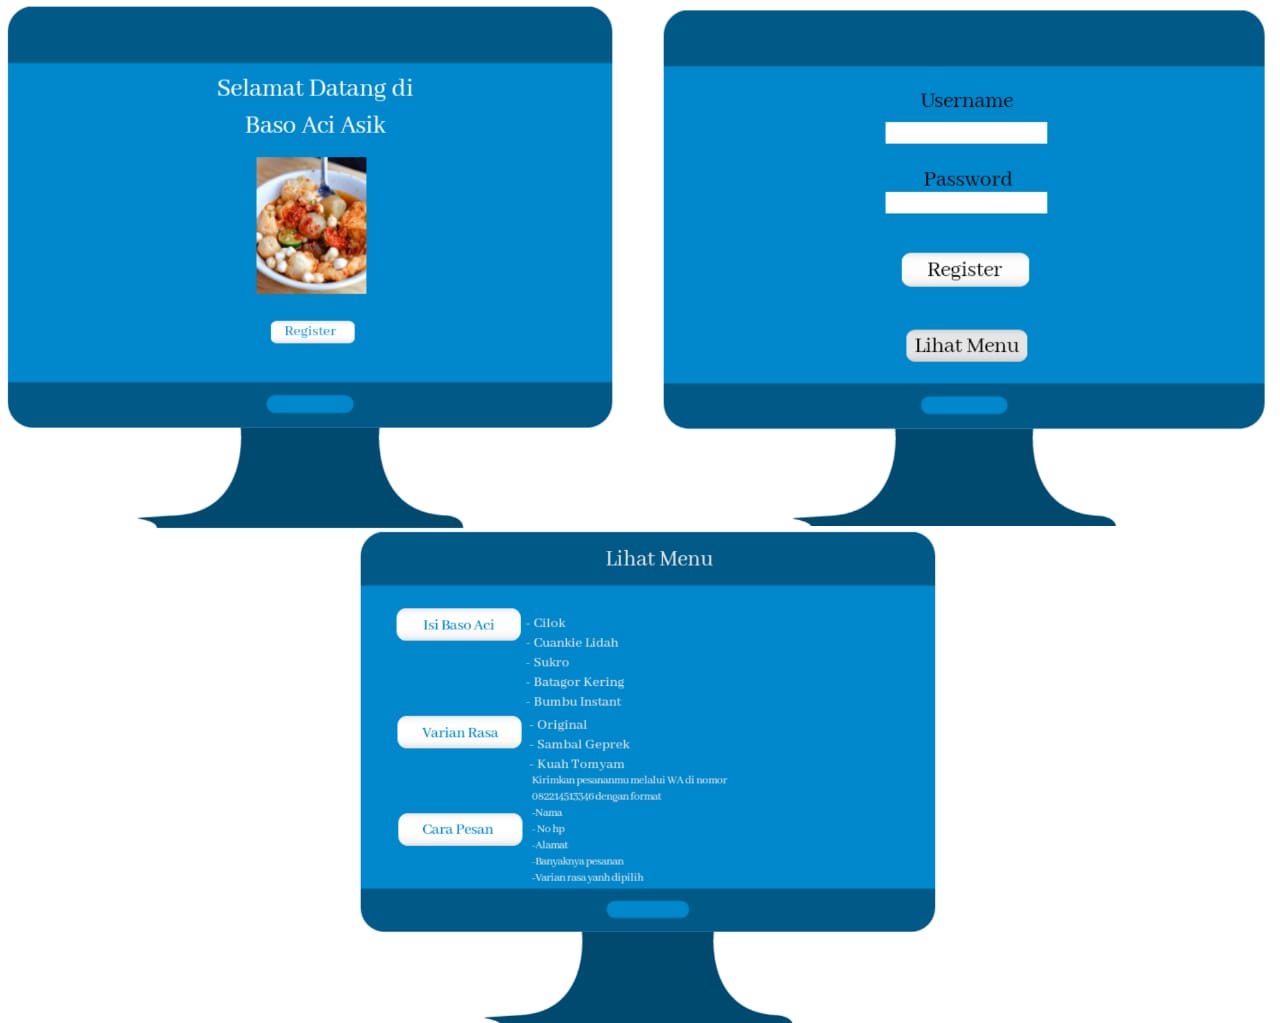 Selamat Datang di
Baso Aci Asik
Register
Username
Password
Register
Lihat Menu
Lihat Menu
Isi Baso Aci
- Cilok
- Cuankie Lidah
- Sukro
- Batagor Kering
- Bumbu Instant
Varian Rasa
- Original
- Sambal Geprek
- Kuah Tomyam
Cara Pesan
Kirimkan pesananmu melalui WA di nomor
082214513346 dengan format
-Nama
- No hp
-Alamat
-Banyaknya pesanan
-Varian rasa yanh dipilih